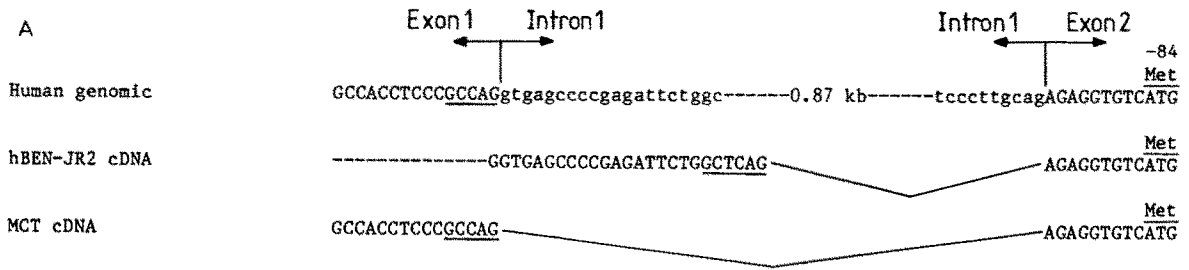 A
Exon 1 Intron 1 Intron 1 Exon 2
-84
Met
Human genomic GCCACCTCCCGCCAGgtgagccccgagattctggc------0.87 kb------tcccttgcagAGAGGTGTCATG
Met
hBEN-JR2 cDNA --------------GGTGAGCCCCGAGATTCTGGCTCAG AGAGGTGTCATG
Met
MCT cDNA GCCACCTCCCGCCAG AGAGGTGTCATG